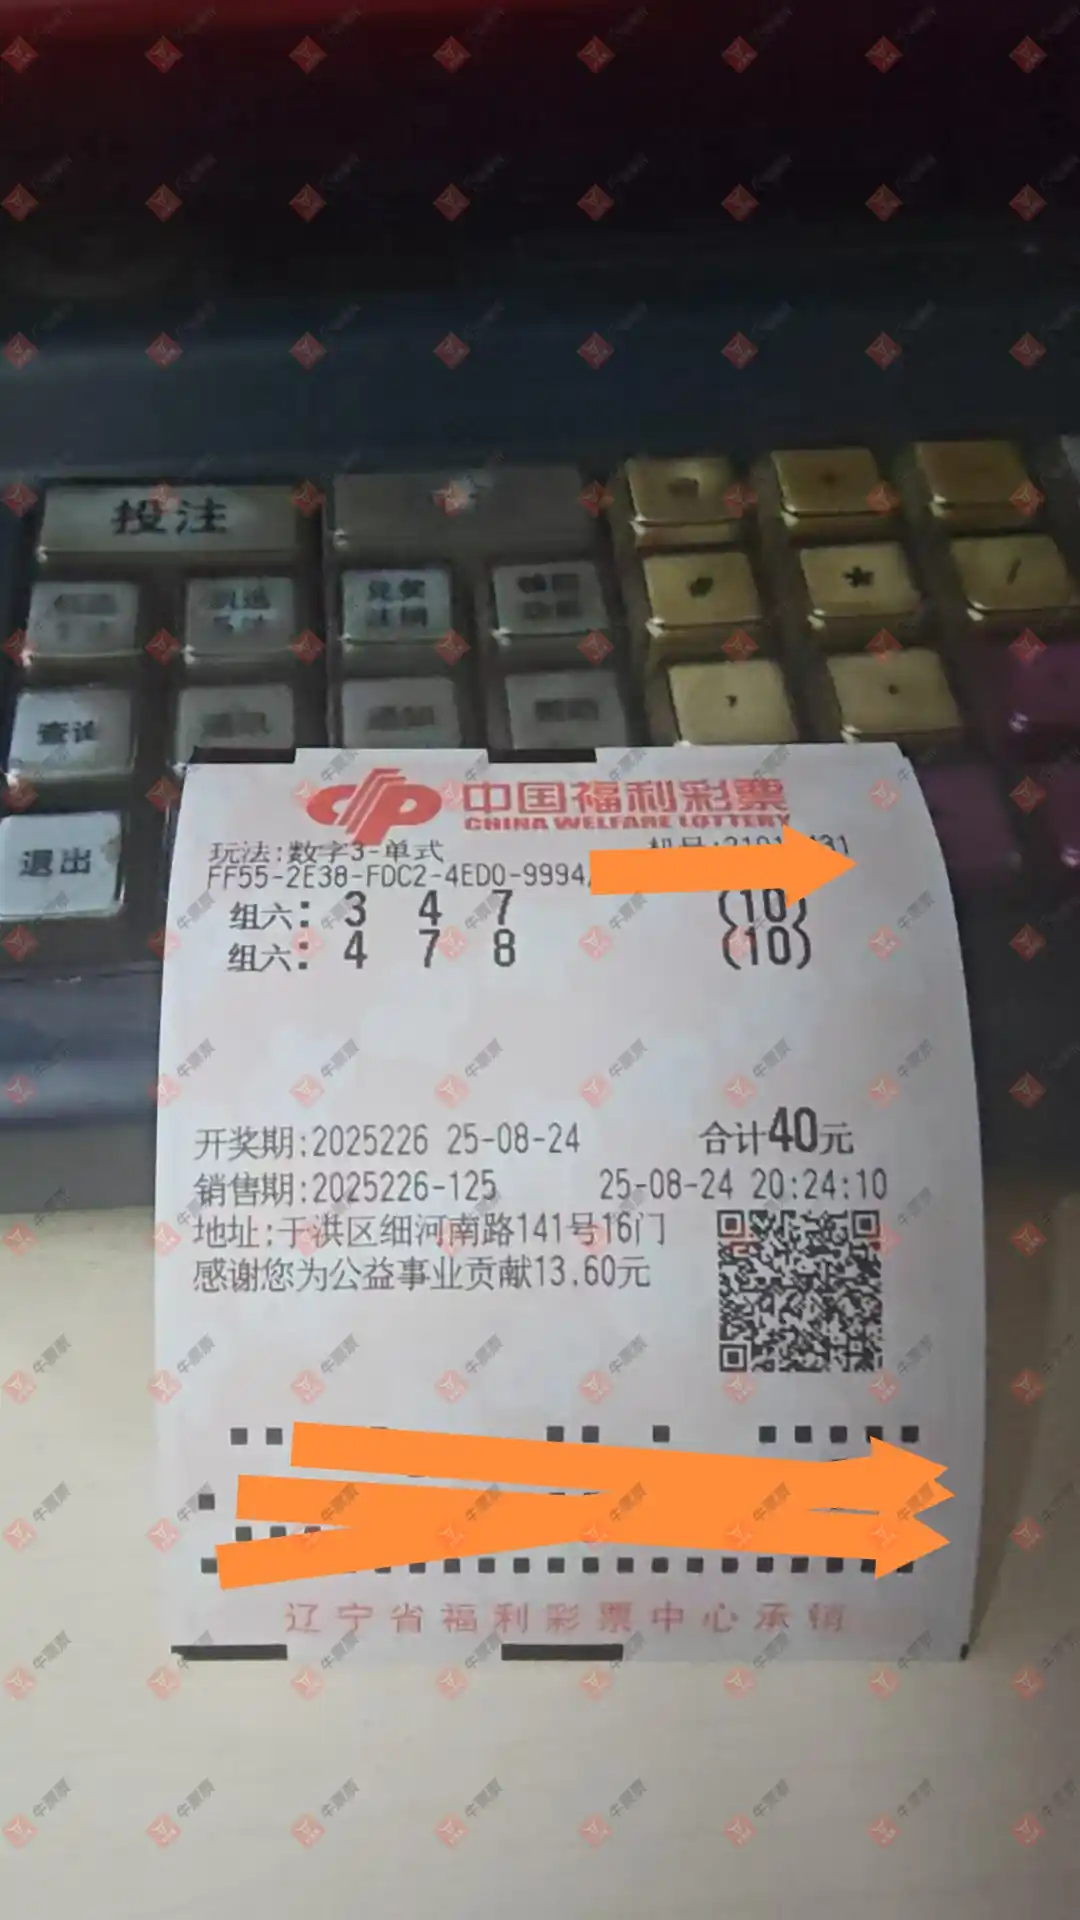 投注
查询
退出
中国福利彩票
CHINA WELFARE LOTTERY
玩法:数字3-单式
FF55-2E38-FDC2-4ED0-9994
组六: 3 4 7 (10)
组六: 4 7 8 (10)
开奖期:2025226 25-08-24 合计40元
销售期:2025226-125 25-08-24 20:24:10
地址:于洪区细河南路141号16门
感谢您为公益事业贡献13.60元
辽宁省福利彩票中心承销
牛票票